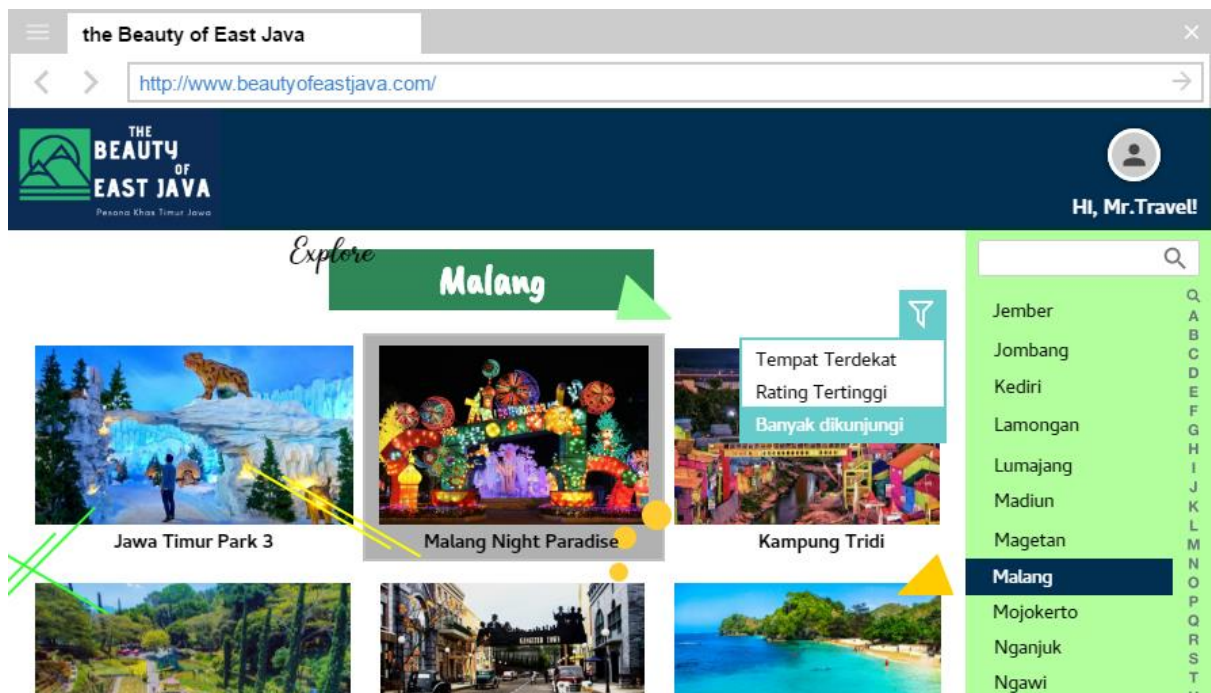 the Beauty of East Java
http://www.beautyofeastjava.com/
THE
BEAUTY
OF
EAST JAVA
Pesona Khas Timur Jawa
HI, Mr.Travel!
Explore
Malang
Tempat Terdekat
Rating Tertinggi
Banyak dikunjungi
Jawa Timur Park 3
Malang Night Paradise
Kampung Tridi
Jember
Jombang
Kediri
Lamongan
Lumajang
Madiun
Magetan
Malang
Mojokerto
Nganjuk
Ngawi
A
B
C
D
E
F
G
H
I
J
K
L
M
N
O
P
Q
R
S
T